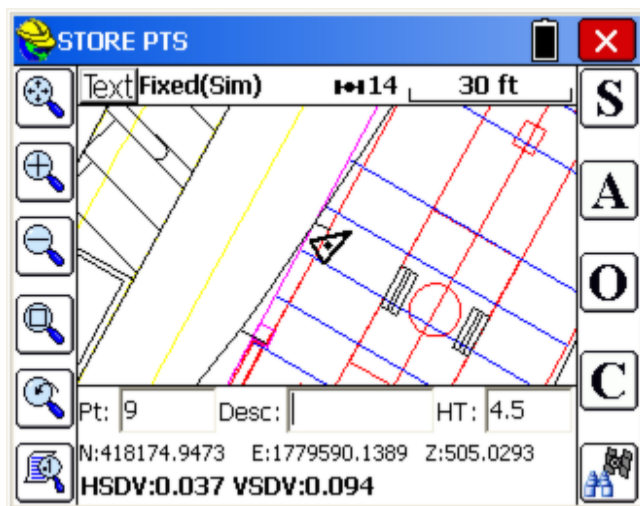 STORE PTS
Text Fixed(Sim) 14 30 ft
S
A
O
C
Pt: 9 Desc: HT: 4.5
N:418174.9473 E:1779590.1389 Z:505.0293
HSDV:0.037 VSDV:0.094